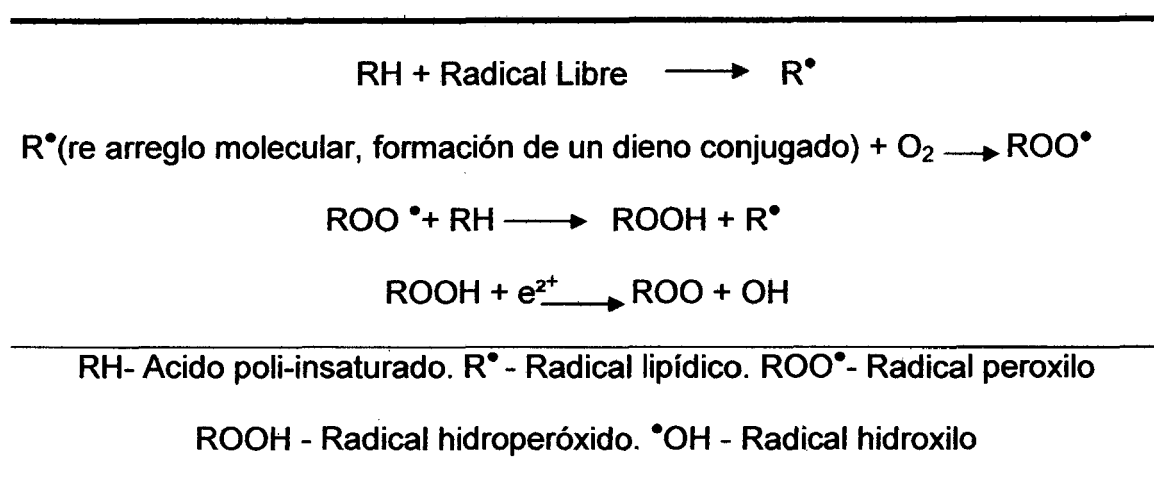 RH + Radical Libre ⟶ R•
R•(re arreglo molecular, formación de un dieno conjugado) + O₂ ⟶ ROO•
ROO •+ RH ⟶ ROOH + R•
ROOH + e²⁺ ⟶ ROO + OH
RH- Acido poli-insaturado. R• - Radical lipídico. ROO•- Radical peroxilo
ROOH - Radical hidroperóxido. •OH - Radical hidroxilo